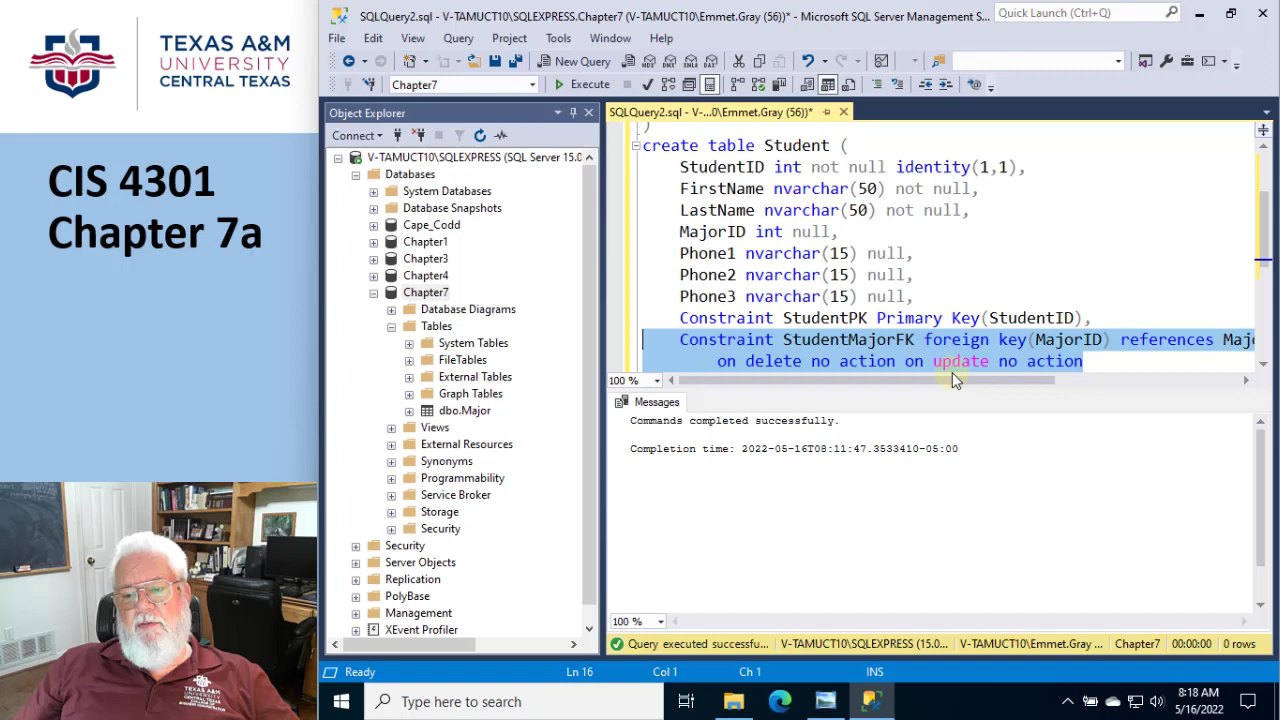 TEXAS A&M
UNIVERSITY
CENTRAL TEXAS
CIS 4301
Chapter 7a
TEXAS A&M
UNIVERSITY
CENTRAL TEXAS
SQLQuery2.sql - V-TAMUCT10\SQLEXPRESS.Chapter7 (V-TAMUCT10\Emmet.Gray (56))* - Microsoft SQL Server Management S...
Quick Launch (Ctrl+Q)
File Edit View Query Project Tools Window Help
New Query
Chapter7 Execute
Object Explorer
Connect
V-TAMUCT10\SQLEXPRESS (SQL Server 15.0
Databases
System Databases
Database Snapshots
Cape_Codd
Chapter1
Chapter3
Chapter4
Chapter7
Database Diagrams
Tables
System Tables
FileTables
External Tables
Graph Tables
dbo.Major
Views
External Resources
Synonyms
Programmability
Service Broker
Storage
Security
Security
Server Objects
Replication
PolyBase
Management
XEvent Profiler
SQLQuery2.sql - V-...0\Emmet.Gray (56))*
)
create table Student (
StudentID int not null identity(1,1),
FirstName nvarchar(50) not null,
LastName nvarchar(50) not null,
MajorID int null,
Phone1 nvarchar(15) null,
Phone2 nvarchar(15) null,
Phone3 nvarchar(15) null,
Constraint StudentPK Primary Key(StudentID),
Constraint StudentMajorFK foreign key(MajorID) references Majo
on delete no action on update no action
100 %
Messages
Commands completed successfully.
Completion time: 2022-05-16T08:11:47.3533410-05:00
100 %
Query executed successfu... V-TAMUCT10\SQLEXPRESS (15.0... V-TAMUCT10\Emmet.Gray ... Chapter7 00:00:00 0 rows
Ready Ln 16 Col 1 Ch 1 INS
Type here to search
8:18 AM
5/16/2022